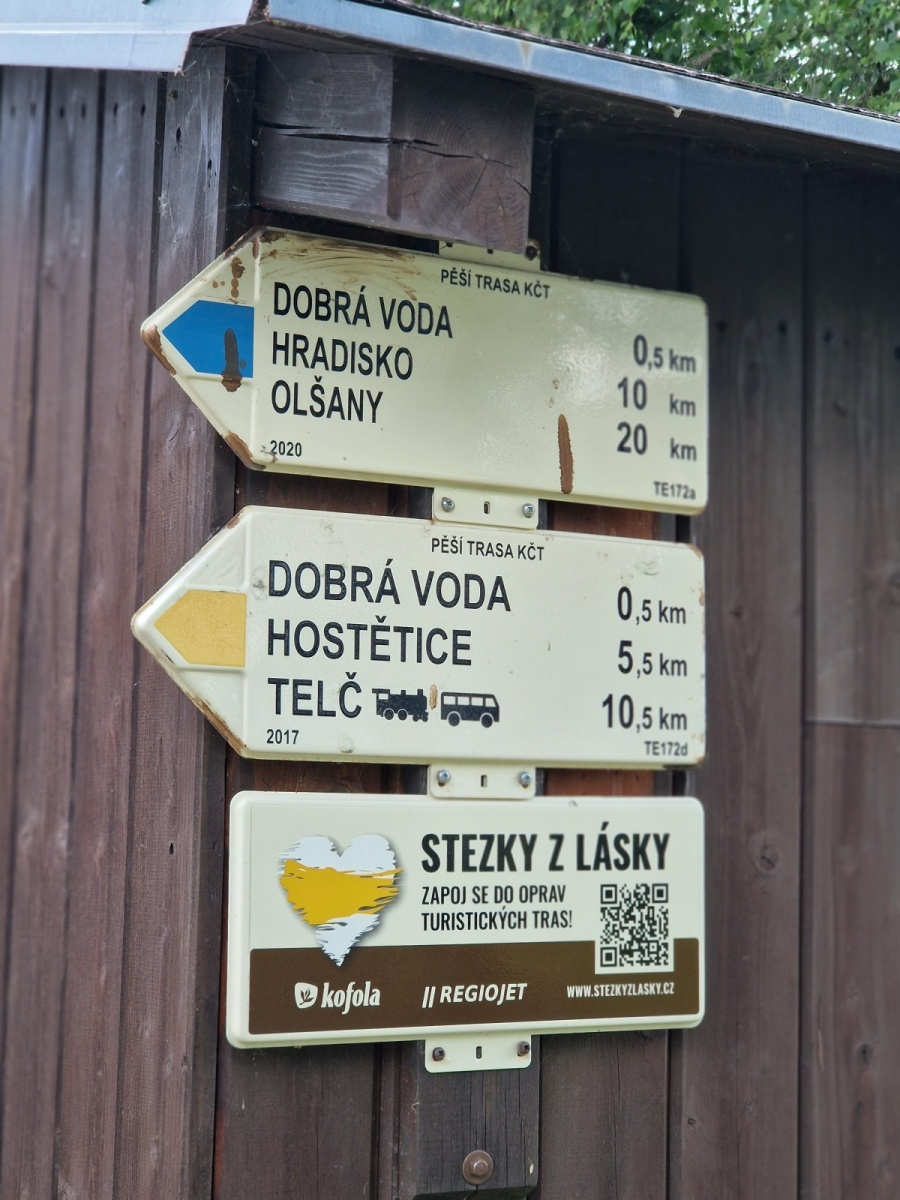 PĚŠÍ TRASA KČT
DOBRÁ VODA 0,5 km
HRADISKO 10 km
OLŠANY 20 km
2020 TE172a
PĚŠÍ TRASA KČT
DOBRÁ VODA 0,5 km
HOSTĚTICE 5,5 km
TELČ 10,5 km
2017 TE172d
STEZKY Z LÁSKY
ZAPOJ SE DO OPRAV
TURISTICKÝCH TRAS!
kofola // REGIOJET WWW.STEZKYZLASKY.CZ